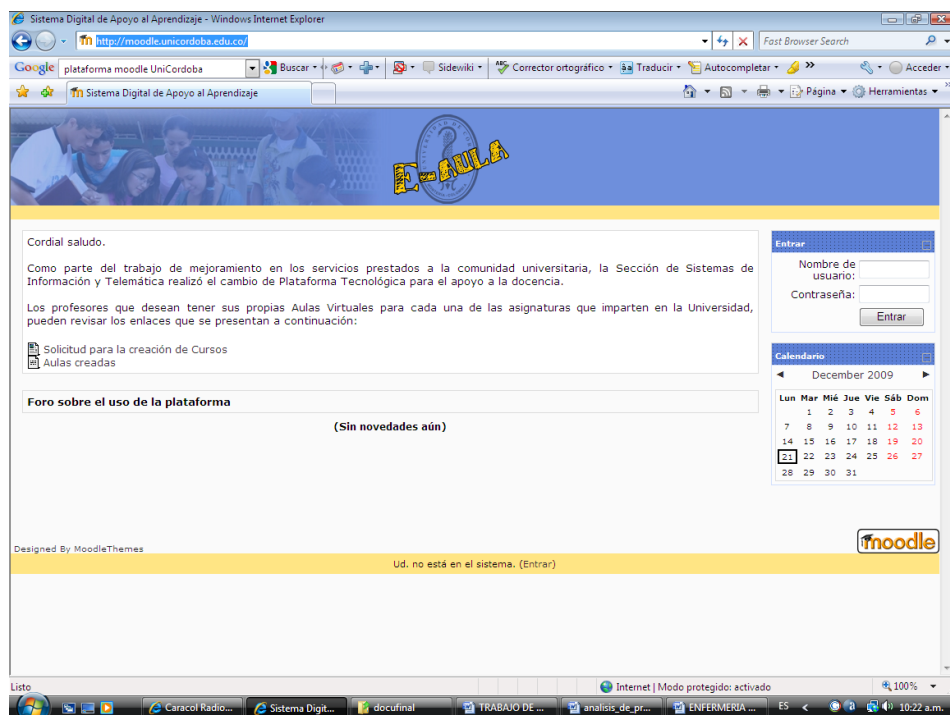 Sistema Digital de Apoyo al Aprendizaje - Windows Internet Explorer
http://moodle.unicordoba.edu.co/
Fast Browser Search
Google
plataforma moodle UniCordoba
Buscar
Sidewiki
Corrector ortográfico
Traducir
Autocompletar
Acceder
Sistema Digital de Apoyo al Aprendizaje
Página
Herramientas
E-AULA
Cordial saludo.
Como parte del trabajo de mejoramiento en los servicios prestados a la comunidad universitaria, la Sección de Sistemas de
Información y Telemática realizó el cambio de Plataforma Tecnológica para el apoyo a la docencia.
Los profesores que desean tener sus propias Aulas Virtuales para cada una de las asignaturas que imparten en la Universidad,
pueden revisar los enlaces que se presentan a continuación:
Solicitud para la creación de Cursos
Aulas creadas
Foro sobre el uso de la plataforma
(Sin novedades aún)
Entrar
Nombre de
usuario:
Contraseña:
Entrar
Calendario
December 2009
Lun Mar Mié Jue Vie Sáb Dom
1 2 3 4 5 6
7 8 9 10 11 12 13
14 15 16 17 18 19 20
21 22 23 24 25 26 27
28 29 30 31
Designed By MoodleThemes
moodle
Ud. no está en el sistema. (Entrar)
Listo
Internet | Modo protegido: activado
100%
Caracol Radio...
Sistema Digit...
docufinal
TRABAJO DE ...
analisis_de_pr...
ENFERMERIA ...
ES
10:22 a.m.